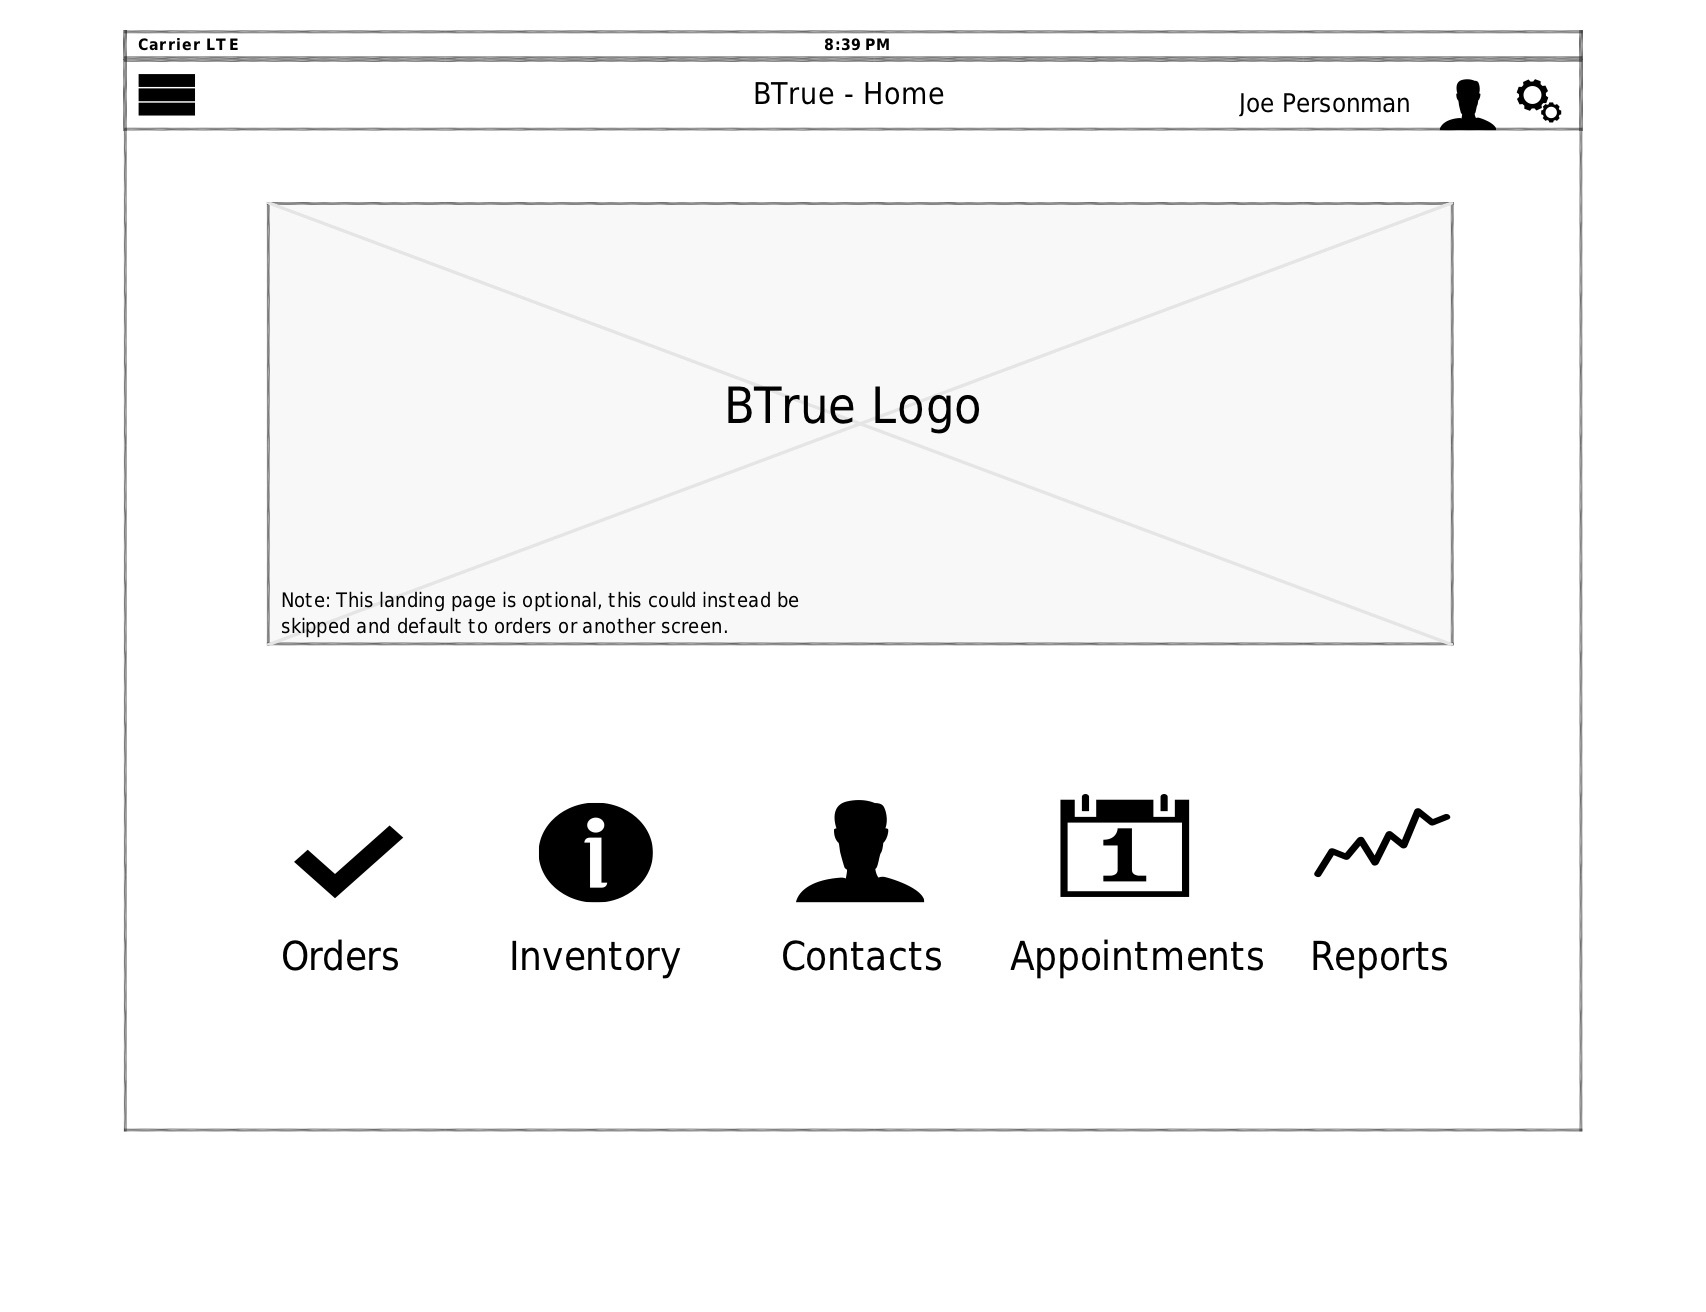 Carrier LTE
8:39 PM
BTrue - Home
Joe Personman
BTrue Logo
Note: This landing page is optional, this could instead be
skipped and default to orders or another screen.
1
Orders
Inventory
Contacts
Appointments
Reports